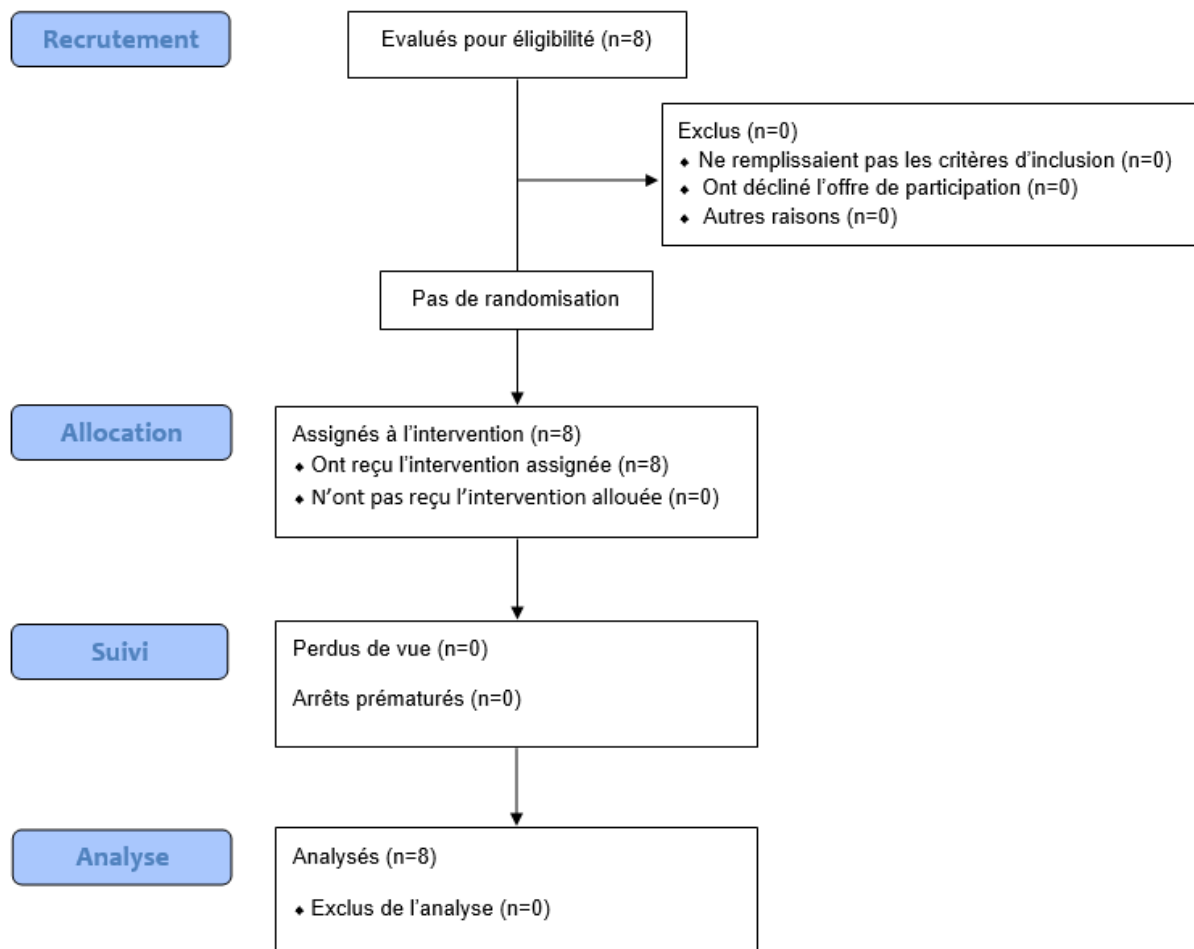 Recrutement
Evalués pour éligibilité (n=8)
Exclus (n=0)
⬥ Ne remplissaient pas les critères d'inclusion (n=0)
⬥ Ont décliné l'offre de participation (n=0)
⬥ Autres raisons (n=0)
Pas de randomisation
Allocation
Assignés à l'intervention (n=8)
⬥ Ont reçu l'intervention assignée (n=8)
⬥ N'ont pas reçu l'intervention allouée (n=0)
Suivi
Perdus de vue (n=0)
Arrêts prématurés (n=0)
Analyse
Analysés (n=8)
⬥ Exclus de l'analyse (n=0)